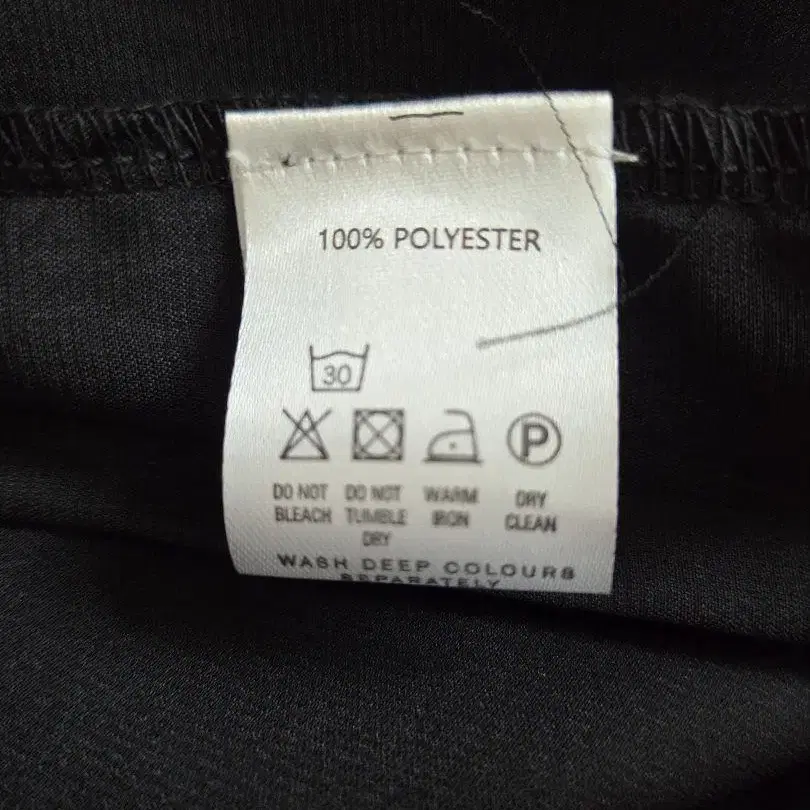 100% POLYESTER
30
P
DO NOT BLEACH
DO NOT TUMBLE DRY
WARM IRON
DRY CLEAN
WASH DEEP COLOURS
SEPARATELY